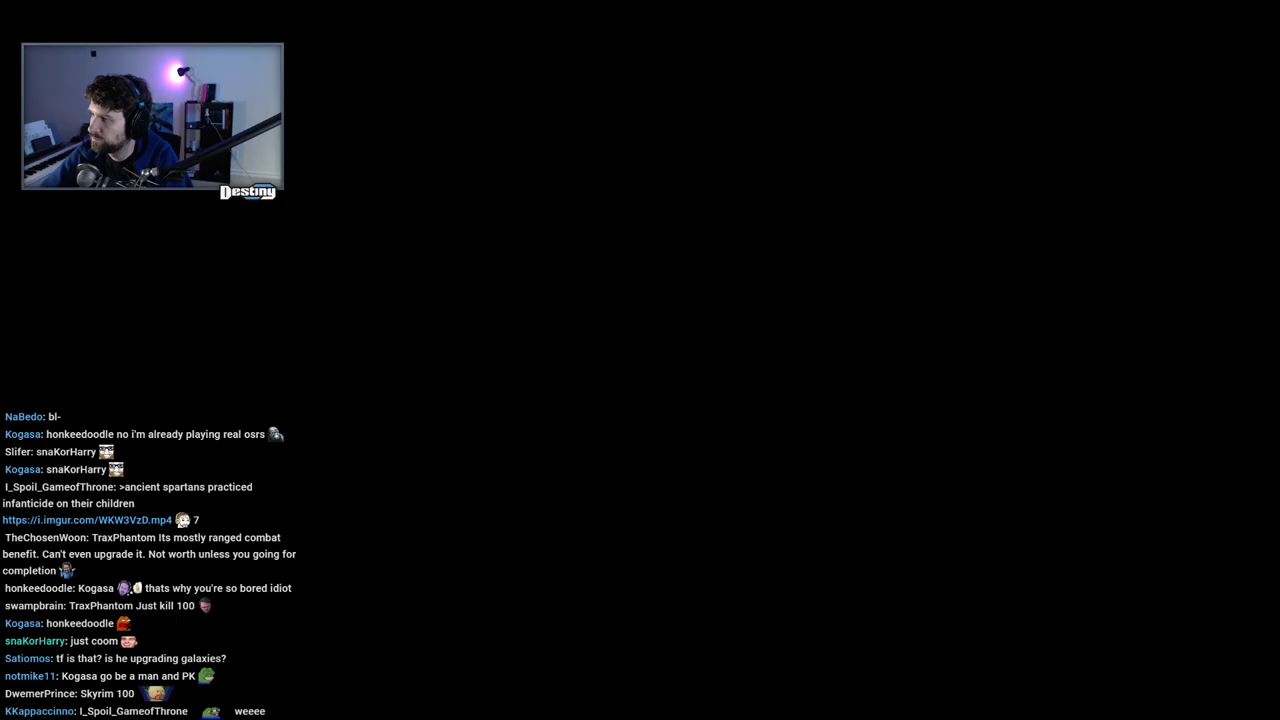 Destiny
NaBedo: bl-
Kogasa: honkeedoodle no i'm already playing real osrs
Slifer: snaKorHarry
Kogasa: snaKorHarry
I_Spoil_GameofThrone: >ancient spartans practiced
infanticide on their children
https://i.imgur.com/WKW3VzD.mp4 7
TheChosenWoon: TraxPhantom Its mostly ranged combat
benefit. Can't even upgrade it. Not worth unless you going for
completion
honkeedoodle: Kogasa thats why you're so bored idiot
swampbrain: TraxPhantom Just kill 100
Kogasa: honkeedoodle
snaKorHarry: just coom
Satiomos: tf is that? is he upgrading galaxies?
notmike11: Kogasa go be a man and PK
DwemerPrince: Skyrim 100
KKappaccinno: I_Spoil_GameofThrone weeee